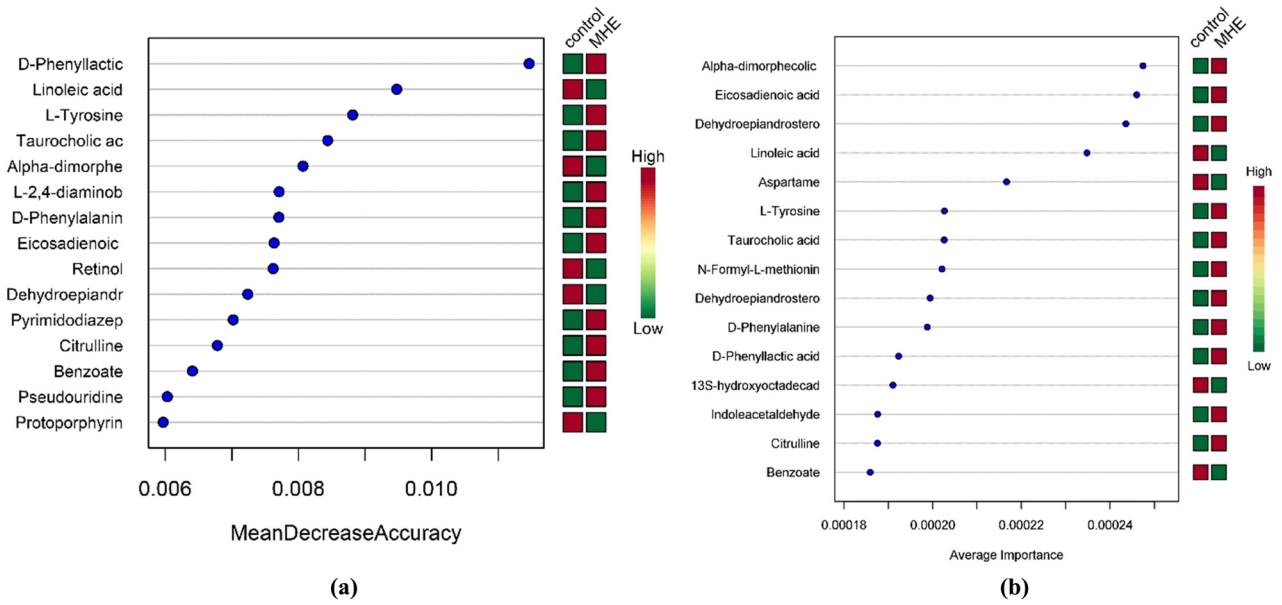 control
MHE
D-Phenyllactic
Linoleic acid
L-Tyrosine
Taurocholic ac
Alpha-dimorphe
L-2,4-diaminob
D-Phenylalanin
Eicosadienoic
Retinol
Dehydroepiandr
Pyrimidodiazep
Citrulline
Benzoate
Pseudouridine
Protoporphyrin
High
Low
0.006 0.008 0.010
MeanDecreaseAccuracy
(a)
control
MHE
Alpha-dimorphecolic
Eicosadienoic acid
Dehydroepiandrostero
Linoleic acid
Aspartame
L-Tyrosine
Taurocholic acid
N-Formyl-L-methionin
Dehydroepiandrostero
D-Phenylalanine
D-Phenyllactic acid
13S-hydroxyoctadecad
Indoleacetaldehyde
Citrulline
Benzoate
High
Low
0.00018 0.00020 0.00022 0.00024
Average Importance
(b)